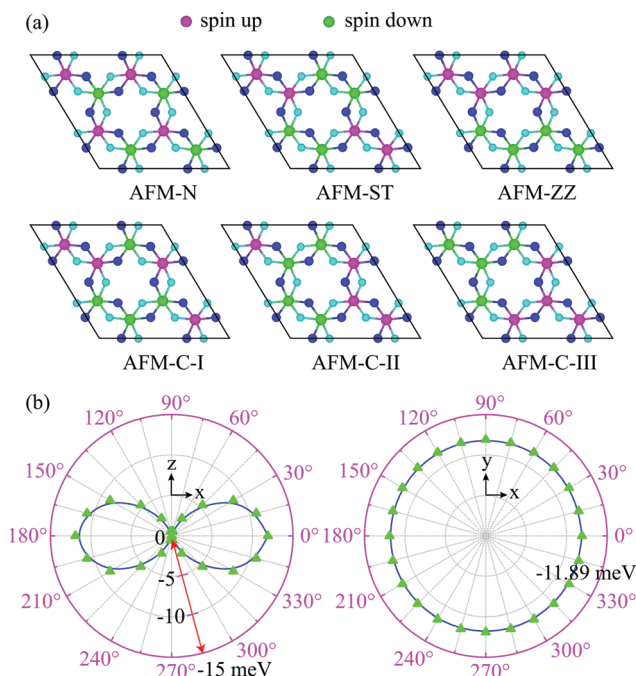 (a) spin up spin down
AFM-N AFM-ST AFM-ZZ
AFM-C-I AFM-C-II AFM-C-III
(b)
90° 90°
120° 60° 120° 60°
150° 30° 150° 30°
z y
x x
180° 0 0° 180° 0°
-5 -11.89 meV
210° -10 330° 210° 330°
240° 300° 240° 300°
270° -15 meV 270°